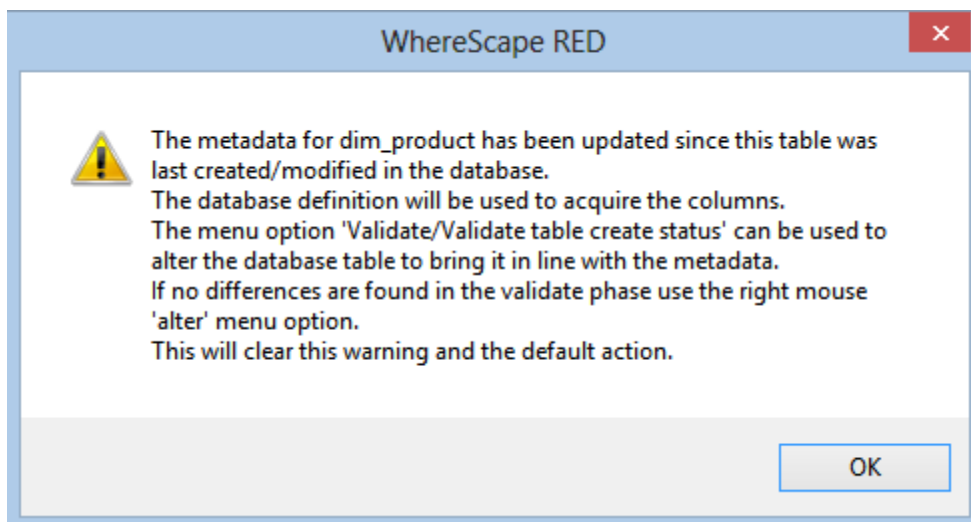 WhereScape RED
The metadata for dim_product has been updated since this table was
last created/modified in the database.
The database definition will be used to acquire the columns.
The menu option 'Validate/Validate table create status' can be used to
alter the database table to bring it in line with the metadata.
If no differences are found in the validate phase use the right mouse
'alter' menu option.
This will clear this warning and the default action.
OK